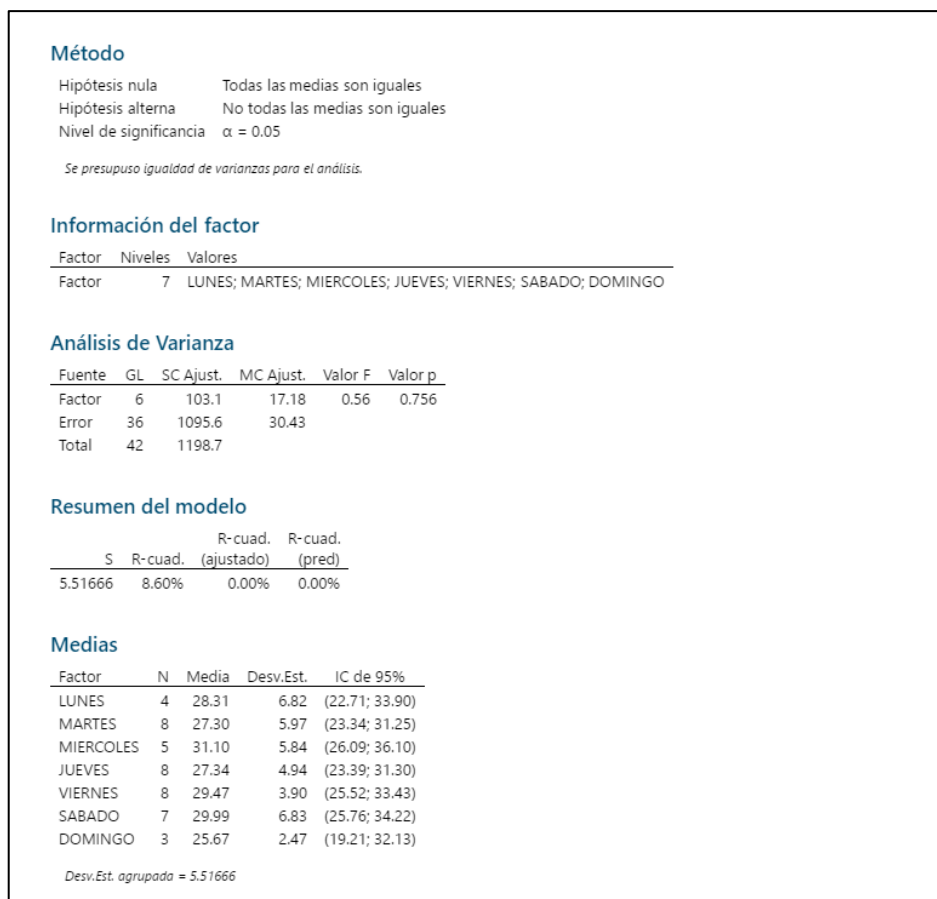 Método
Hipótesis nula Todas las medias son iguales
Hipótesis alterna No todas las medias son iguales
Nivel de significancia α = 0.05
Se presupuso igualdad de varianzas para el análisis.
Información del factor
Factor Niveles Valores
Factor 7 LUNES; MARTES; MIERCOLES; JUEVES; VIERNES; SABADO; DOMINGO
Análisis de Varianza
Fuente GL SC Ajust. MC Ajust. Valor F Valor p
Factor 6 103.1 17.18 0.56 0.756
Error 36 1095.6 30.43
Total 42 1198.7
Resumen del modelo
R-cuad. R-cuad.
S R-cuad. (ajustado) (pred)
5.51666 8.60% 0.00% 0.00%
Medias
Factor N Media Desv.Est. IC de 95%
LUNES 4 28.31 6.82 (22.71; 33.90)
MARTES 8 27.30 5.97 (23.34; 31.25)
MIERCOLES 5 31.10 5.84 (26.09; 36.10)
JUEVES 8 27.34 4.94 (23.39; 31.30)
VIERNES 8 29.47 3.90 (25.52; 33.43)
SABADO 7 29.99 6.83 (25.76; 34.22)
DOMINGO 3 25.67 2.47 (19.21; 32.13)
Desv.Est. agrupada = 5.51666